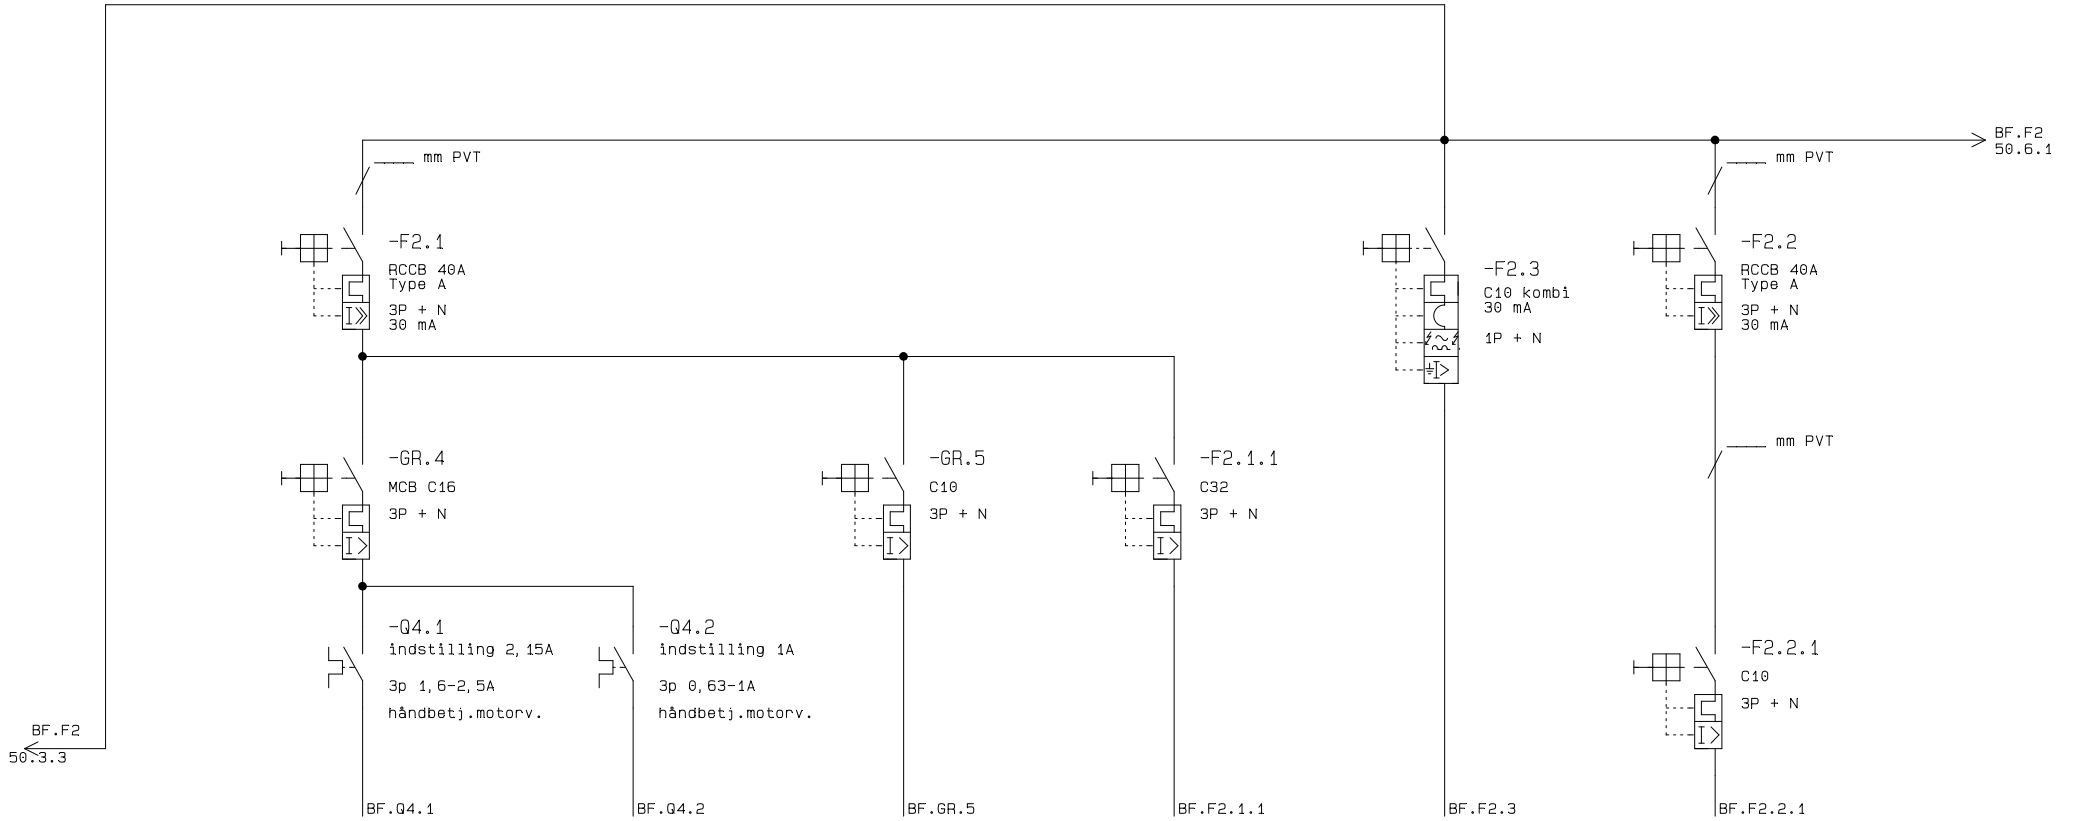 BF.F2
50.6.1
____ mm PVT
____ mm PVT
-F2.1
RCCB 40A
Type A
3P + N
30 mA
-F2.3
C10 kombi
30 mA
1P + N
-F2.2
RCCB 40A
Type A
3P + N
30 mA
____ mm PVT
-GR.4
MCB C16
3P + N
-GR.5
C10
3P + N
-F2.1.1
C32
3P + N
-Q4.1
indstilling 2,15A
3p 1,6-2,5A
håndbetj.motorv.
-Q4.2
indstilling 1A
3p 0,63-1A
håndbetj.motorv.
-F2.2.1
C10
3P + N
BF.F2
50.3.3
BF.Q4.1
BF.Q4.2
BF.GR.5
BF.F2.1.1
BF.F2.3
BF.F2.2.1